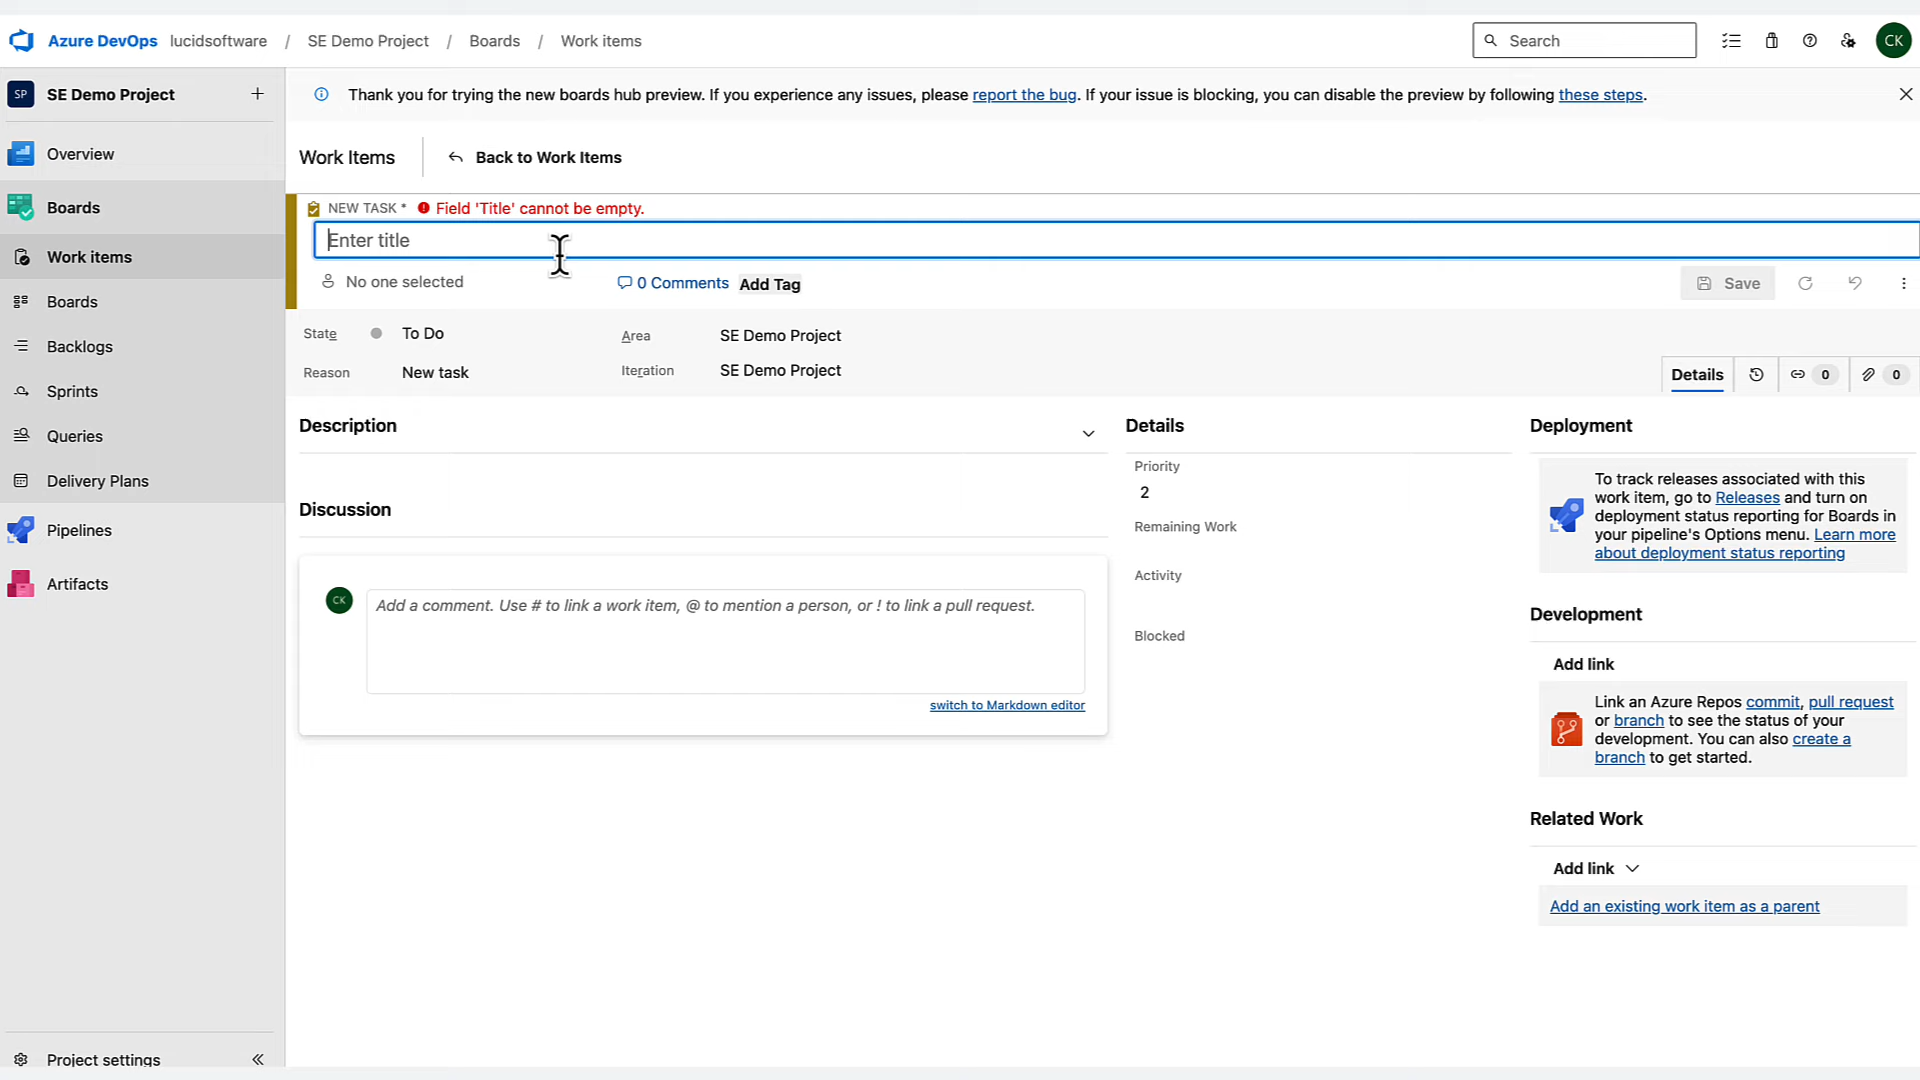 Azure DevOps lucidsoftware / SE Demo Project / Boards / Work items
Search
CK
SP SE Demo Project +
Thank you for trying the new boards hub preview. If you experience any issues, please report the bug. If your issue is blocking, you can disable the preview by following these steps.
Overview
Boards
Work items
Boards
Backlogs
Sprints
Queries
Delivery Plans
Pipelines
Artifacts
Project settings
Work Items
Back to Work Items
NEW TASK * Field 'Title' cannot be empty.
Enter title
No one selected
0 Comments
Add Tag
Save
State
To Do
Area
SE Demo Project
Reason
New task
Iteration
SE Demo Project
Details
0
0
Description
Discussion
CK
Add a comment. Use # to link a work item, @ to mention a person, or ! to link a pull request.
switch to Markdown editor
Details
Priority
2
Remaining Work
Activity
Blocked
Deployment
To track releases associated with this
work item, go to Releases and turn on
deployment status reporting for Boards in
your pipeline's Options menu. Learn more
about deployment status reporting
Development
Add link
Link an Azure Repos commit, pull request
or branch to see the status of your
development. You can also create a
branch to get started.
Related Work
Add link
Add an existing work item as a parent